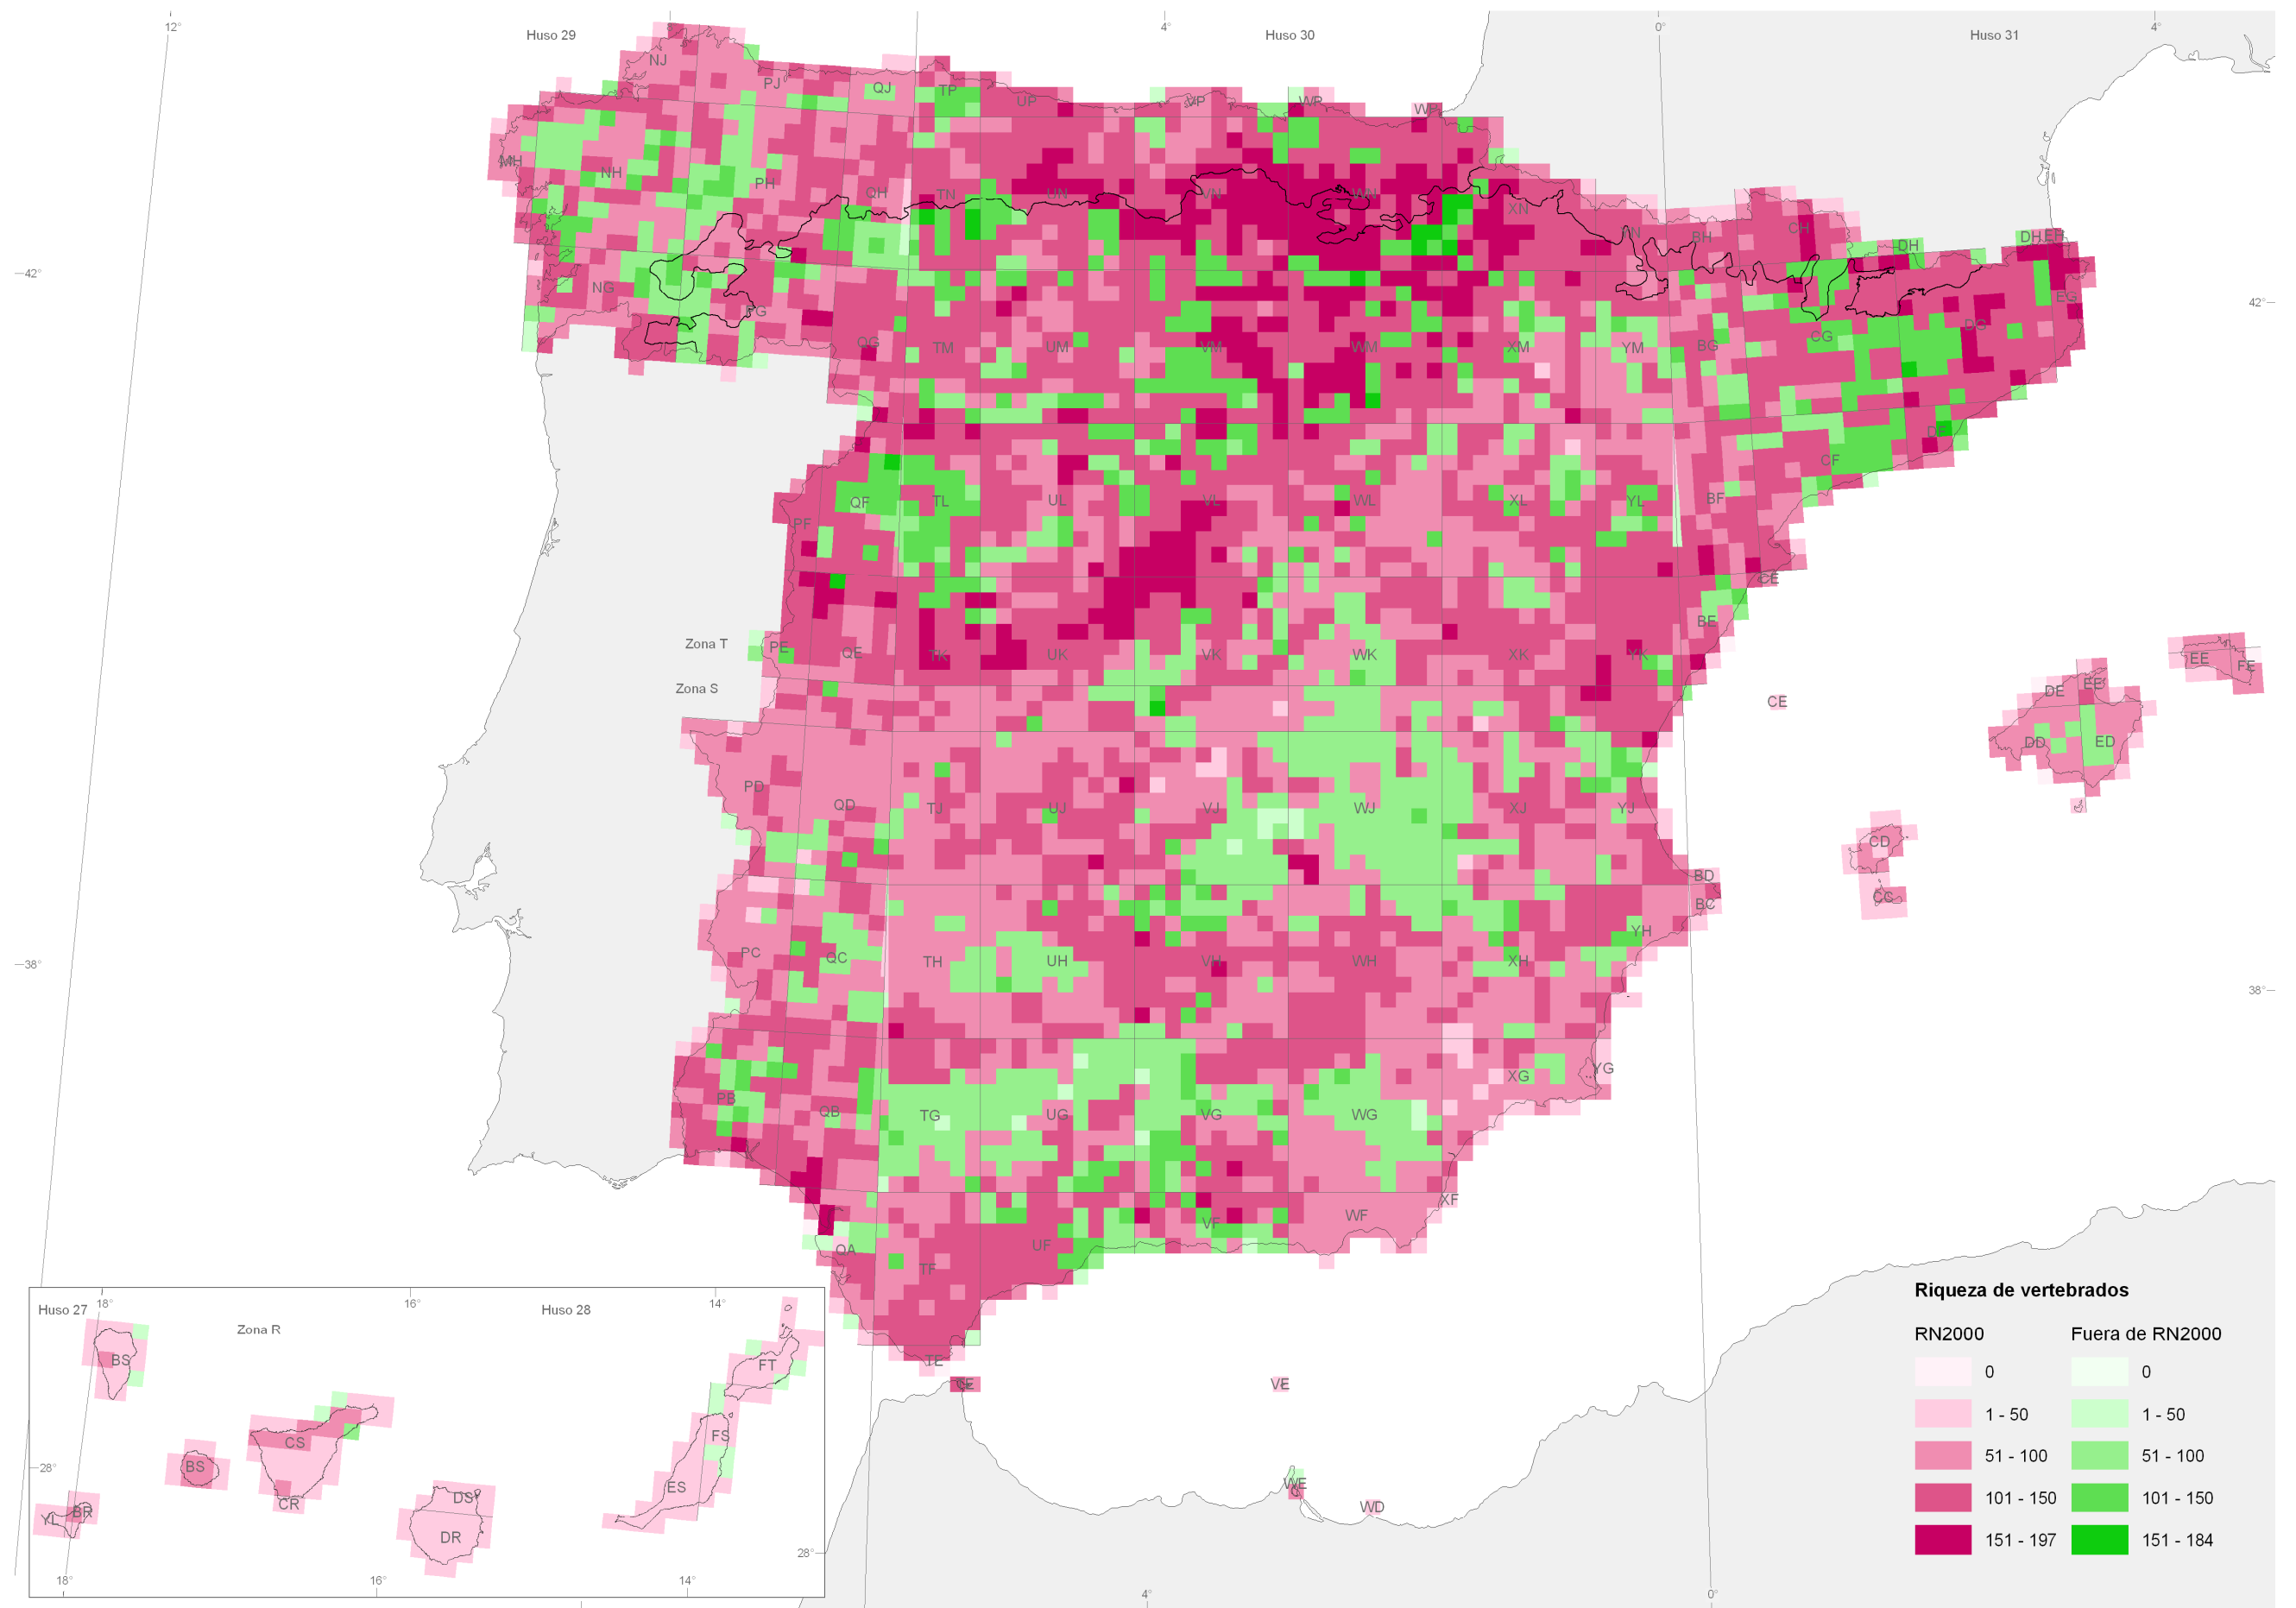 12°
4°
0°
4°
Huso 29
Huso 30
Huso 31
NJ
PJ
QJ
TP
UP
VP
WP
WP
MH
NH
PH
QH
TN
UN
VN
WN
XN
YN
BH
CH
DH
DH
EH
42°
42°
NG
PG
QG
TM
UM
VM
WM
XM
YM
BG
CG
DG
EG
PF
QF
TL
UL
VL
WL
XL
YL
BF
CF
DF
Zona T
PE
QE
TK
UK
VK
WK
XK
YK
BE
CE
Zona S
CE
DE
EE
EE
FE
PD
QD
TJ
UJ
VJ
WJ
XJ
YJ
DD
ED
BD
CD
BC
CC
38°
38°
PC
QC
TH
UH
VH
WH
XH
YH
PB
QB
TG
UG
VG
WG
XG
YG
QA
TF
UF
VF
WF
XF
TE
VE
WE
WD
Huso 27
18°
16°
Huso 28
14°
Zona R
BS
FT
CS
FS
BS
28°
ES
YL
BR
CR
DS
DR
28°
18°
16°
14°
4°
0°
Riqueza de vertebrados
RN2000
Fuera de RN2000
0
0
1 - 50
1 - 50
51 - 100
51 - 100
101 - 150
101 - 150
151 - 197
151 - 184